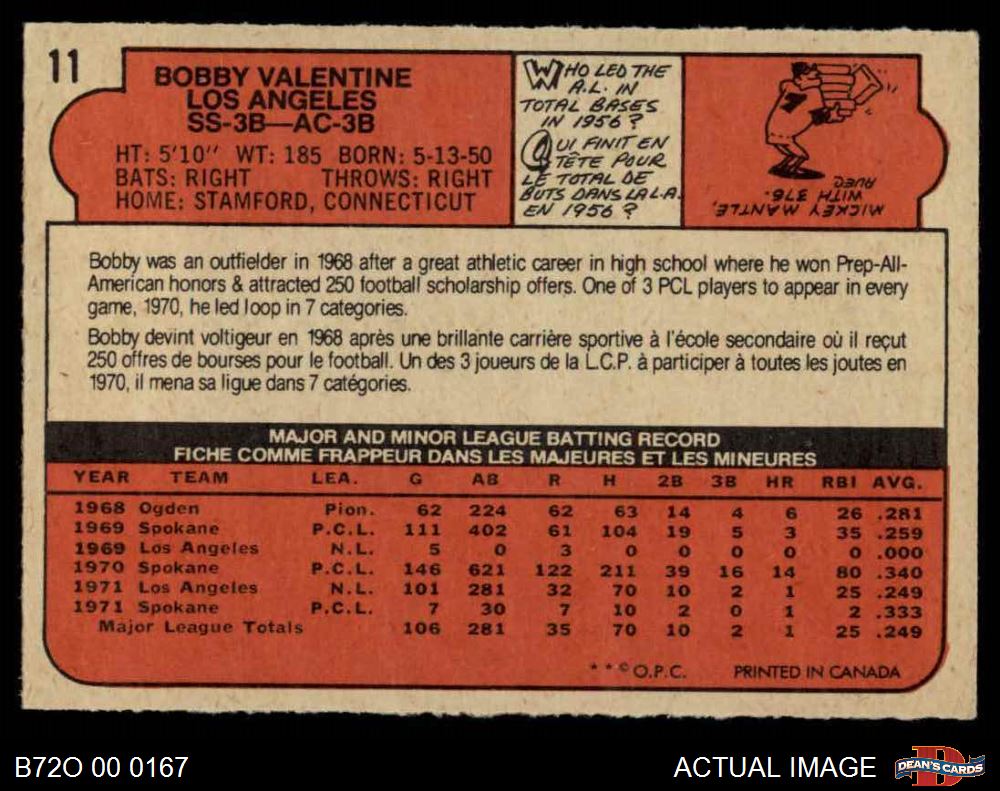 11
BOBBY VALENTINE
LOS ANGELES
SS-3B—AC-3B
HT: 5'10" WT: 185 BORN: 5-13-50
BATS: RIGHT THROWS: RIGHT
HOME: STAMFORD, CONNECTICUT
WHO LED THE
A.L. IN
TOTAL BASES
IN 1956?
QUI FINIT EN
TÊTE POUR
LE TOTAL DE
BUTS DANS LA L.A.
EN 1956?
MICKEY MANTLE,
WITH 376.
AVEC
Bobby was an outfielder in 1968 after a great athletic career in high school where he won Prep-All-
American honors & attracted 250 football scholarship offers. One of 3 PCL players to appear in every
game, 1970, he led loop in 7 categories.
Bobby devint voltigeur en 1968 après une brillante carrière sportive à l'école secondaire où il reçut
250 offres de bourses pour le football. Un des 3 joueurs de la L.C.P. à participer à toutes les joutes en
1970, il mena sa ligue dans 7 catégories.
MAJOR AND MINOR LEAGUE BATTING RECORD
FICHE COMME FRAPPEUR DANS LES MAJEURES ET LES MINEURES
YEAR TEAM LEA. G AB R H 2B 3B HR RBI AVG.
1968 Ogden Pion. 62 224 62 63 14 4 6 26 .281
1969 Spokane P.C.L. 111 402 61 104 19 5 3 35 .259
1969 Los Angeles N.L. 5 0 3 0 0 0 0 0 .000
1970 Spokane P.C.L. 146 621 122 211 39 16 14 80 .340
1971 Los Angeles N.L. 101 281 32 70 10 2 1 25 .249
1971 Spokane P.C.L. 7 30 7 10 2 0 1 2 .333
Major League Totals 106 281 35 70 10 2 1 25 .249
**©O.P.C. PRINTED IN CANADA
B72O 00 0167
ACTUAL IMAGE
DEAN'S CARDS